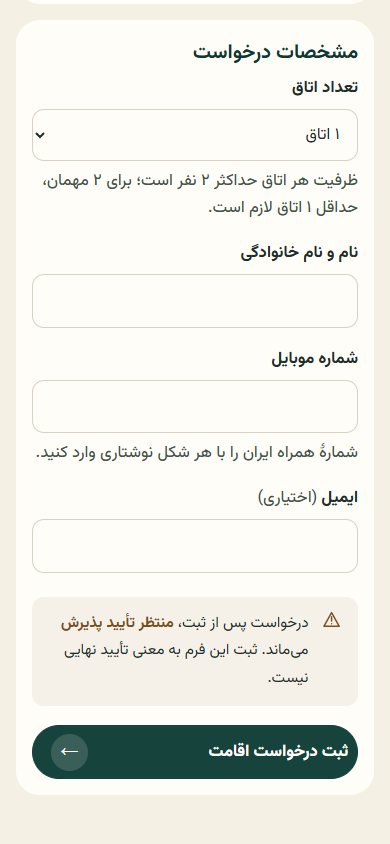 مشخصات درخواست
تعداد اتاق
۱ اتاق
ظرفیت هر اتاق حداکثر ۲ نفر است؛ برای ۲ مهمان،
حداقل ۱ اتاق لازم است.
نام و نام خانوادگی
شماره موبایل
شمارهٔ همراه ایران را با هر شکل نوشتاری وارد کنید.
ایمیل (اختیاری)
درخواست پس از ثبت، منتظر تأیید پذیرش
می‌ماند. ثبت این فرم به معنی تأیید نهایی
نیست.
ثبت درخواست اقامت ←